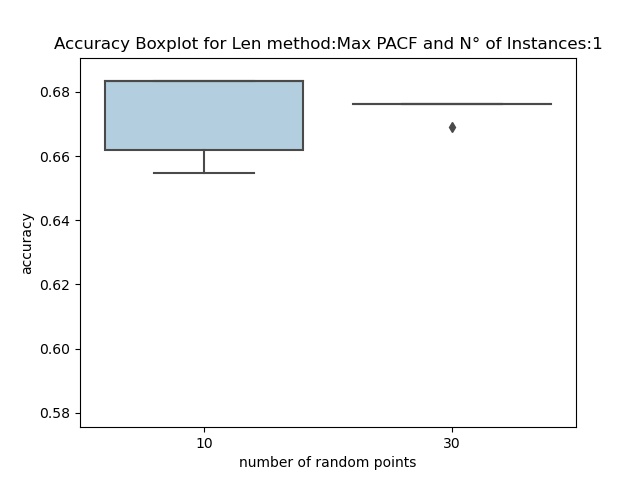 Accuracy Boxplot for Len method:Max PACF and N° of Instances:1
0.68
0.66
0.64
0.62
0.60
0.58
accuracy
10
30
number of random points